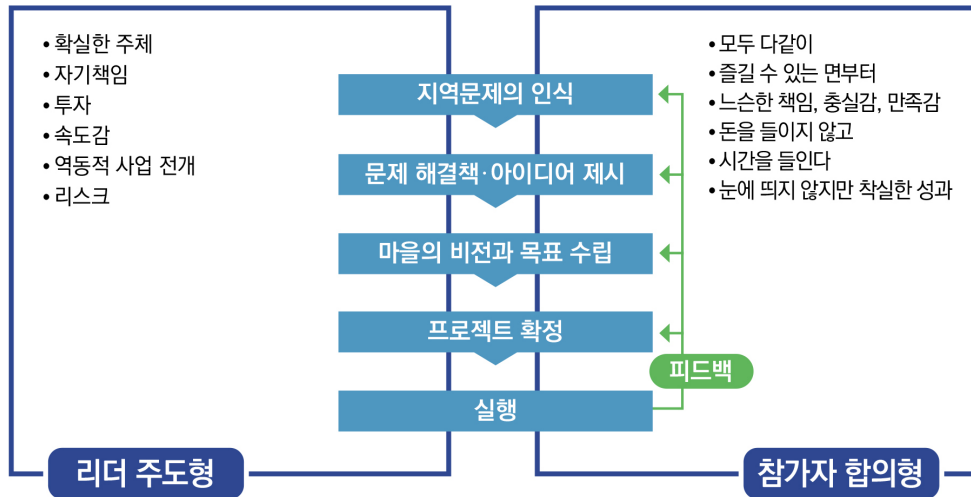 • 확실한 주체
• 자기책임
• 투자
• 속도감
• 역동적 사업 전개
• 리스크
지역문제의 인식
문제 해결책·아이디어 제시
마을의 비전과 목표 수립
프로젝트 확정
실행
피드백
• 모두 다같이
• 즐길 수 있는 면부터
• 느슨한 책임, 충실감, 만족감
• 돈을 들이지 않고
• 시간을 들인다
• 눈에 띄지 않지만 착실한 성과
리더 주도형
참가자 합의형